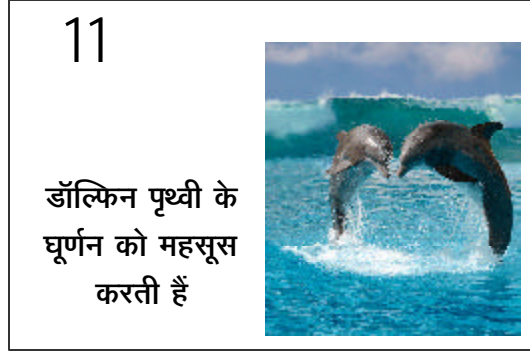 11
डॉल्फिन पृथ्वी के
घूर्णन को महसूस
करती हैं